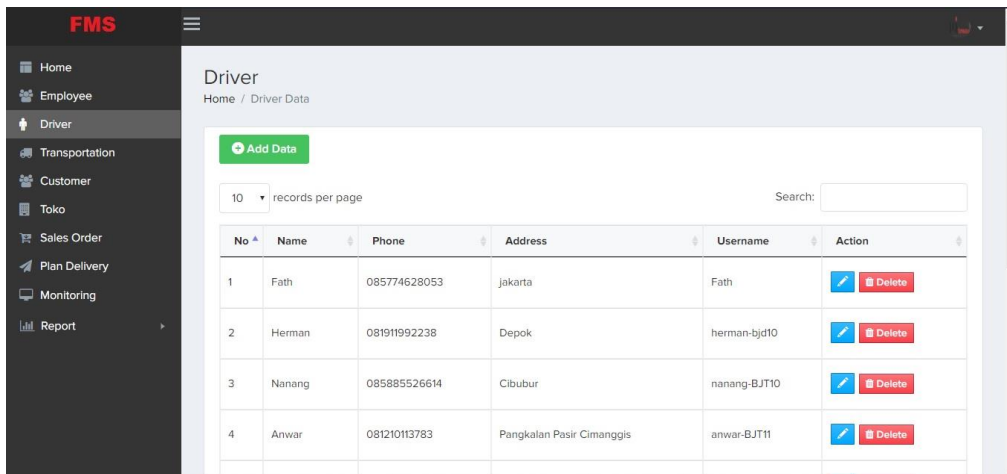 FMS
Home
Employee
Driver
Transportation
Customer
Toko
Sales Order
Plan Delivery
Monitoring
Report
Driver
Home / Driver Data
Add Data
10 records per page
Search:
No Name Phone Address Username Action
1 Fath 085774628053 jakarta Fath Delete
2 Herman 081911992238 Depok herman-bjd10 Delete
3 Nanang 085885526614 Cibubur nanang-BJT10 Delete
4 Anwar 081210113783 Pangkalan Pasir Cimanggis anwar-BJT11 Delete